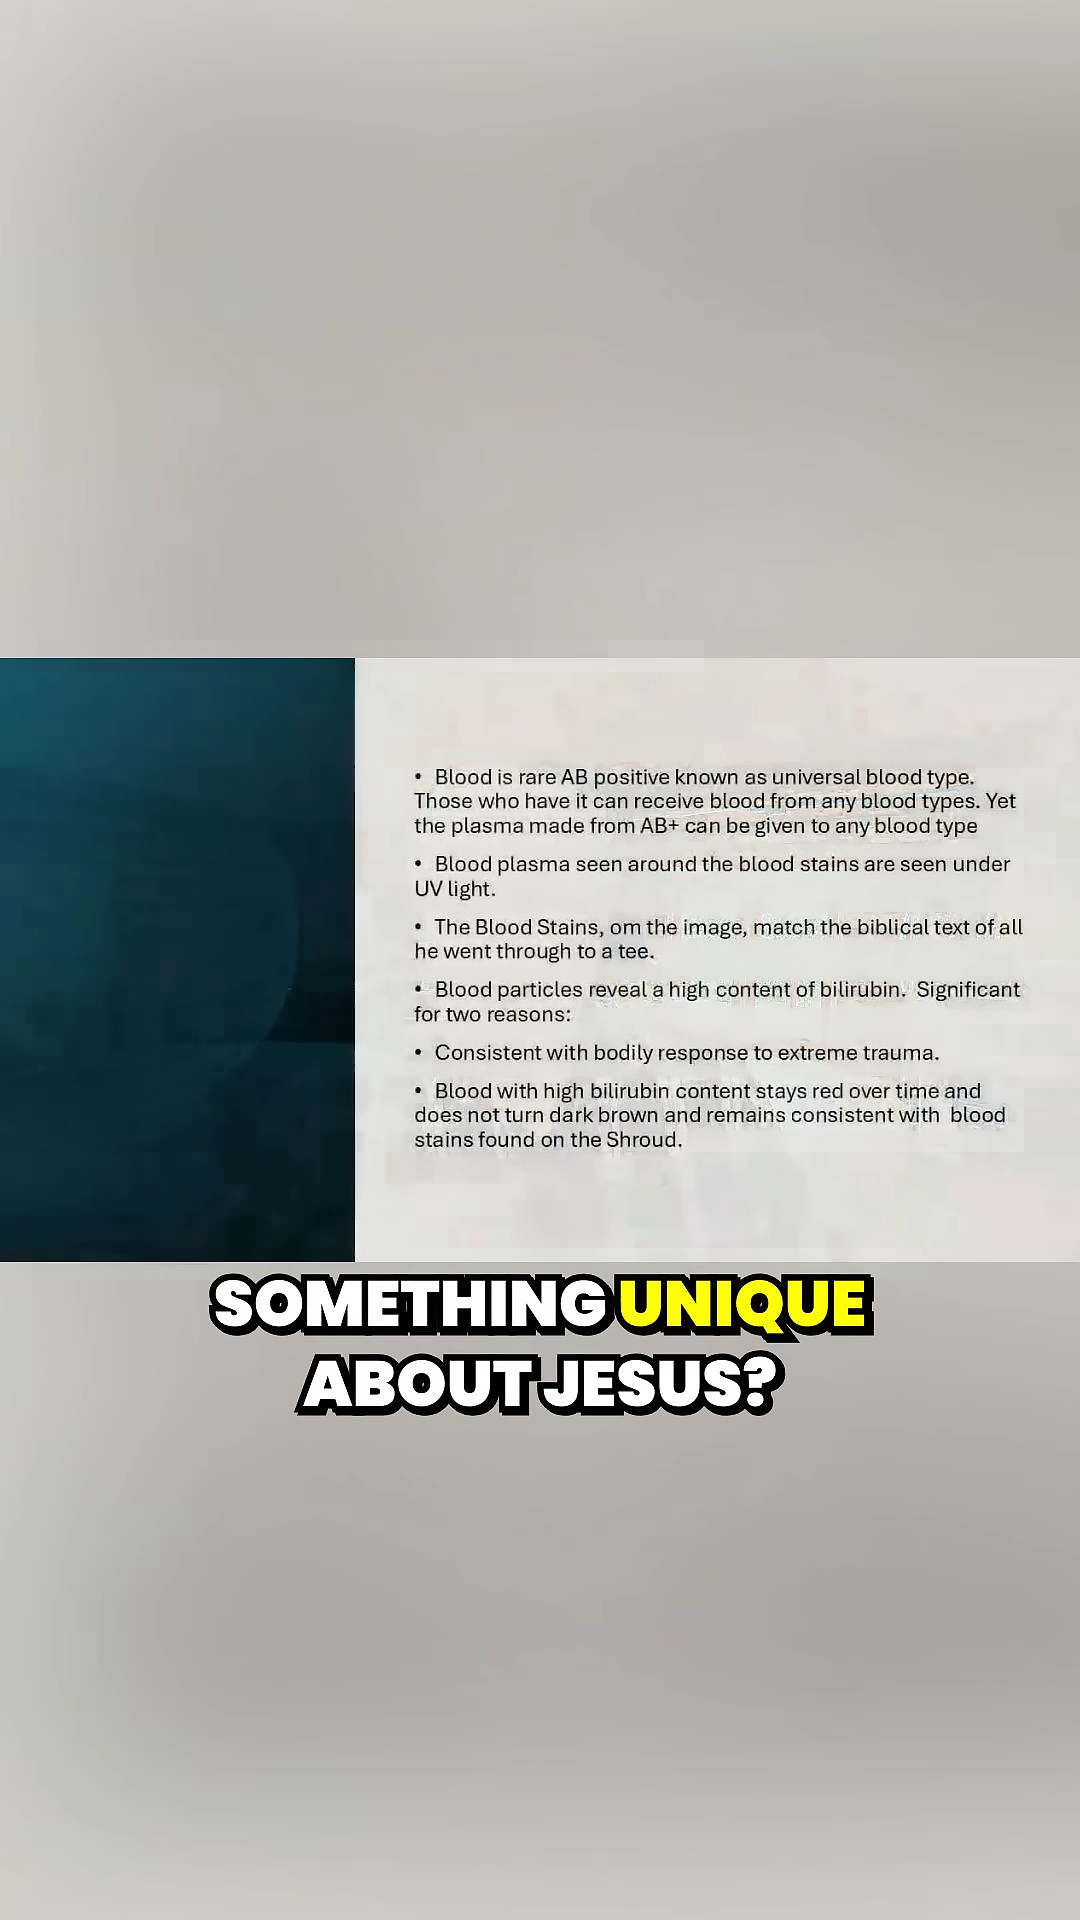 • Blood is rare AB positive known as universal blood type.
Those who have it can receive blood from any blood types. Yet
the plasma made from AB+ can be given to any blood type
• Blood plasma seen around the blood stains are seen under
UV light.
• The Blood Stains, om the image, match the biblical text of all
he went through to a tee.
• Blood particles reveal a high content of bilirubin. Significant
for two reasons:
• Consistent with bodily response to extreme trauma.
• Blood with high bilirubin content stays red over time and
does not turn dark brown and remains consistent with blood
stains found on the Shroud.
SOMETHING UNIQUE
ABOUT JESUS?